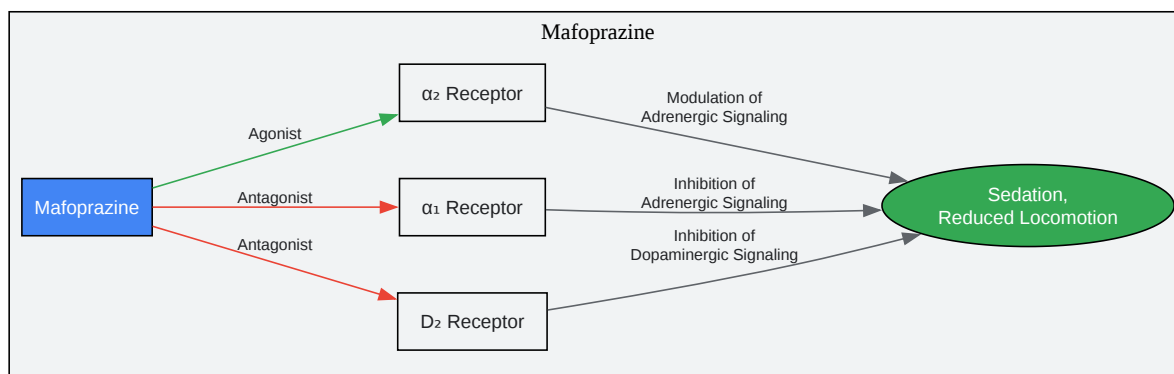 Mafoprazine
α₂ Receptor
Modulation of
Adrenergic Signaling
Agonist
Mafoprazine
Antagonist
α₁ Receptor
Inhibition of
Adrenergic Signaling
Sedation,
Reduced Locomotion
Antagonist
Inhibition of
Dopaminergic Signaling
D₂ Receptor